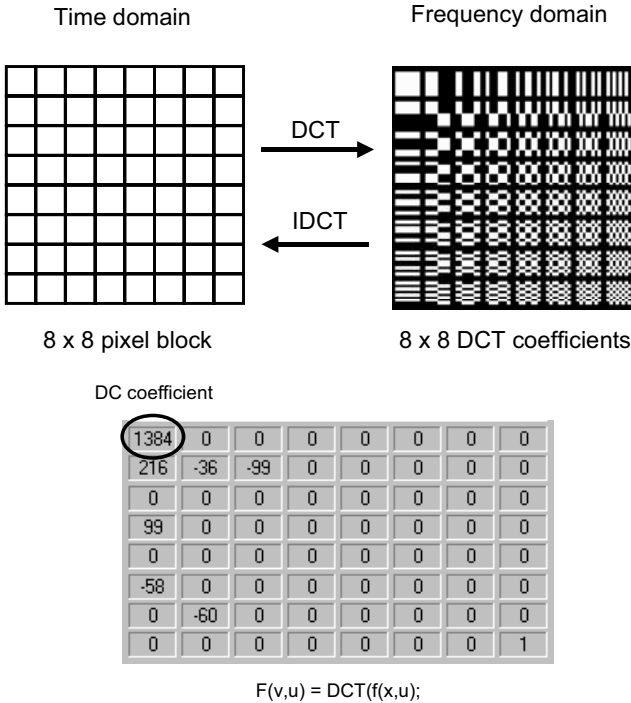 Time domain
Frequency domain
DCT
IDCT
8 x 8 pixel block
8 x 8 DCT coefficients
DC coefficient
1384 0 0 0 0 0 0 0
216 -36 -99 0 0 0 0 0
0 0 0 0 0 0 0 0
99 0 0 0 0 0 0 0
0 0 0 0 0 0 0 0
-58 0 0 0 0 0 0 0
0 -60 0 0 0 0 0 0
0 0 0 0 0 0 0 1
F(v,u) = DCT(f(x,u);